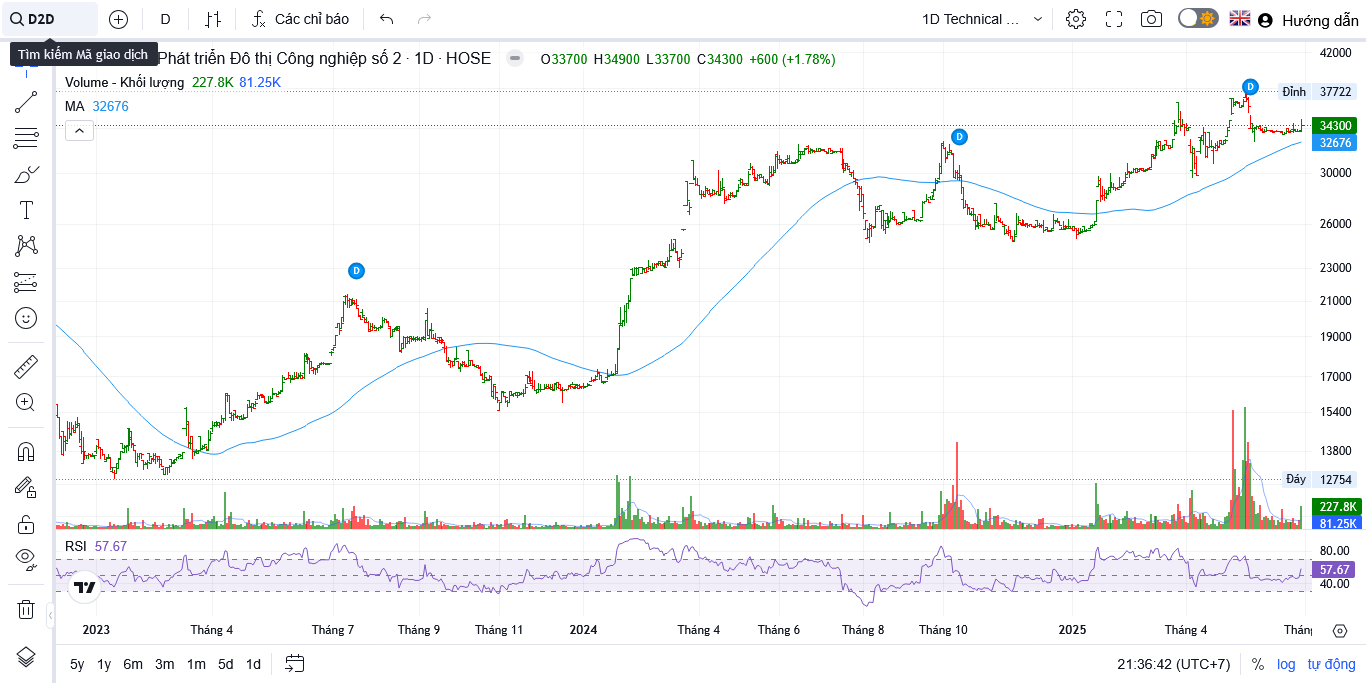 D2D
D
Các chỉ báo
1D Technical ...
Hướng dẫn
Tìm kiếm Mã giao dịch
Phát triển Đô thị Công nghiệp số 2 · 1D · HOSE
O33700 H34900 L33700 C34300 +600 (+1.78%)
Volume - Khối lượng 227.8K 81.25K
MA 32676
42000
D
Đỉnh 37722
34300
D
32676
30000
26000
D
23000
21000
19000
17000
15400
13800
Đáy 12754
227.8K
81.25K
RSI 57.67
80.00
57.67
40.00
2023 Tháng 4 Tháng 7 Tháng 9 Tháng 11 2024 Tháng 4 Tháng 6 Tháng 8 Tháng 10 2025 Tháng 4 Tháng
5y 1y 6m 3m 1m 5d 1d
21:36:42 (UTC+7) % log tự động